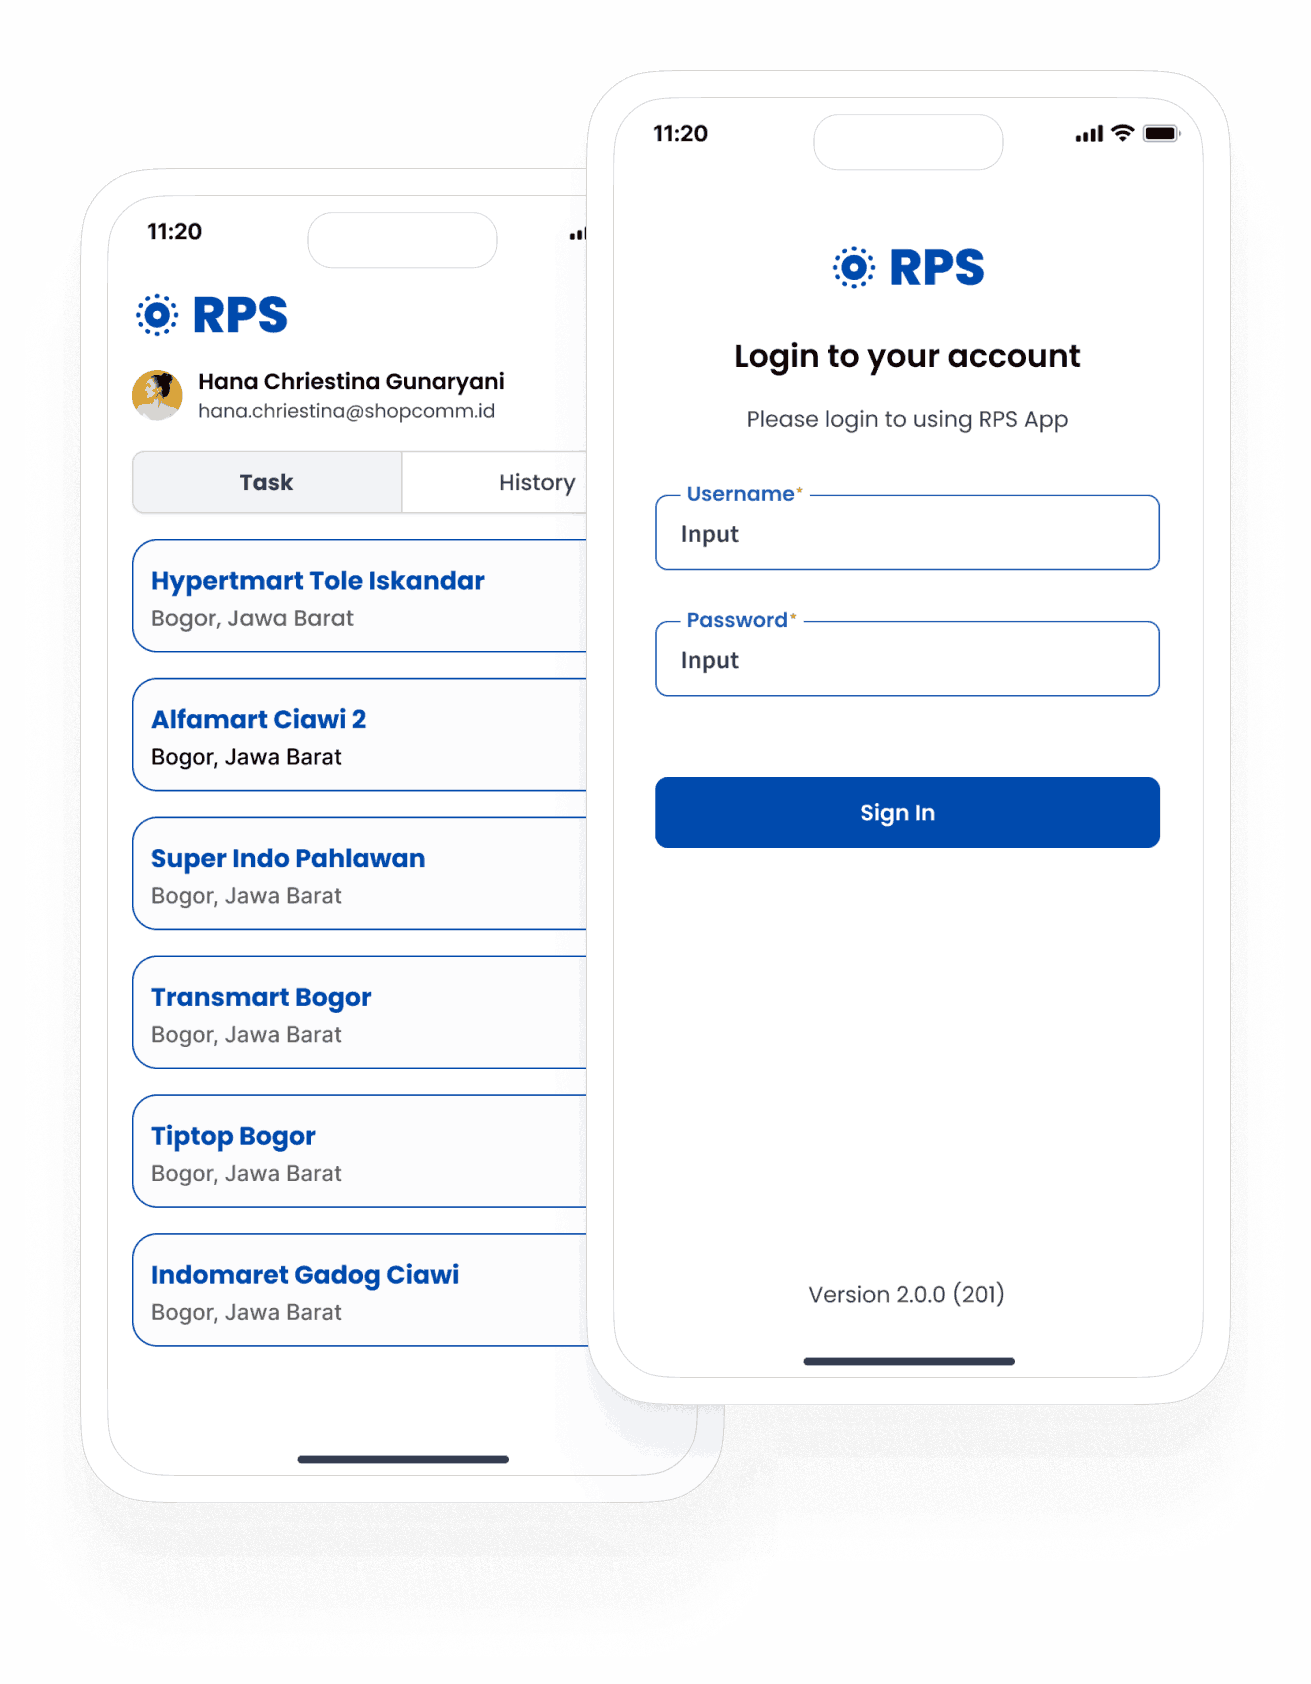 11:20
RPS
Hana Chriestina Gunaryani
hana.chriestina@shopcomm.id
Task
History
Hypertmart Tole Iskandar
Bogor, Jawa Barat
Alfamart Ciawi 2
Bogor, Jawa Barat
Super Indo Pahlawan
Bogor, Jawa Barat
Transmart Bogor
Bogor, Jawa Barat
Tiptop Bogor
Bogor, Jawa Barat
Indomaret Gadog Ciawi
Bogor, Jawa Barat
11:20
RPS
Login to your account
Please login to using RPS App
Username*
Input
Password*
Input
Sign In
Version 2.0.0 (201)